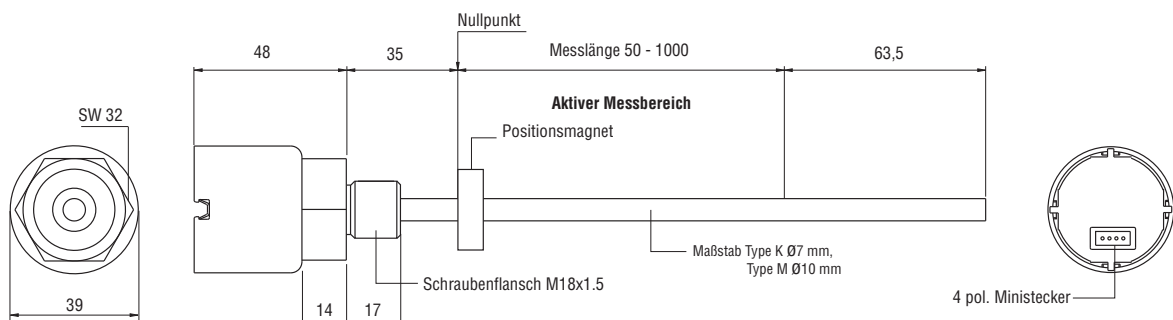 Nullpunkt
48
35
Messlänge 50 - 1000
63,5
SW 32
Aktiver Messbereich
Positionsmagnet
Maßstab Type K Ø7 mm,
Type M Ø10 mm
Schraubenflansch M18x1.5
4 pol. Ministecker
39
14
17